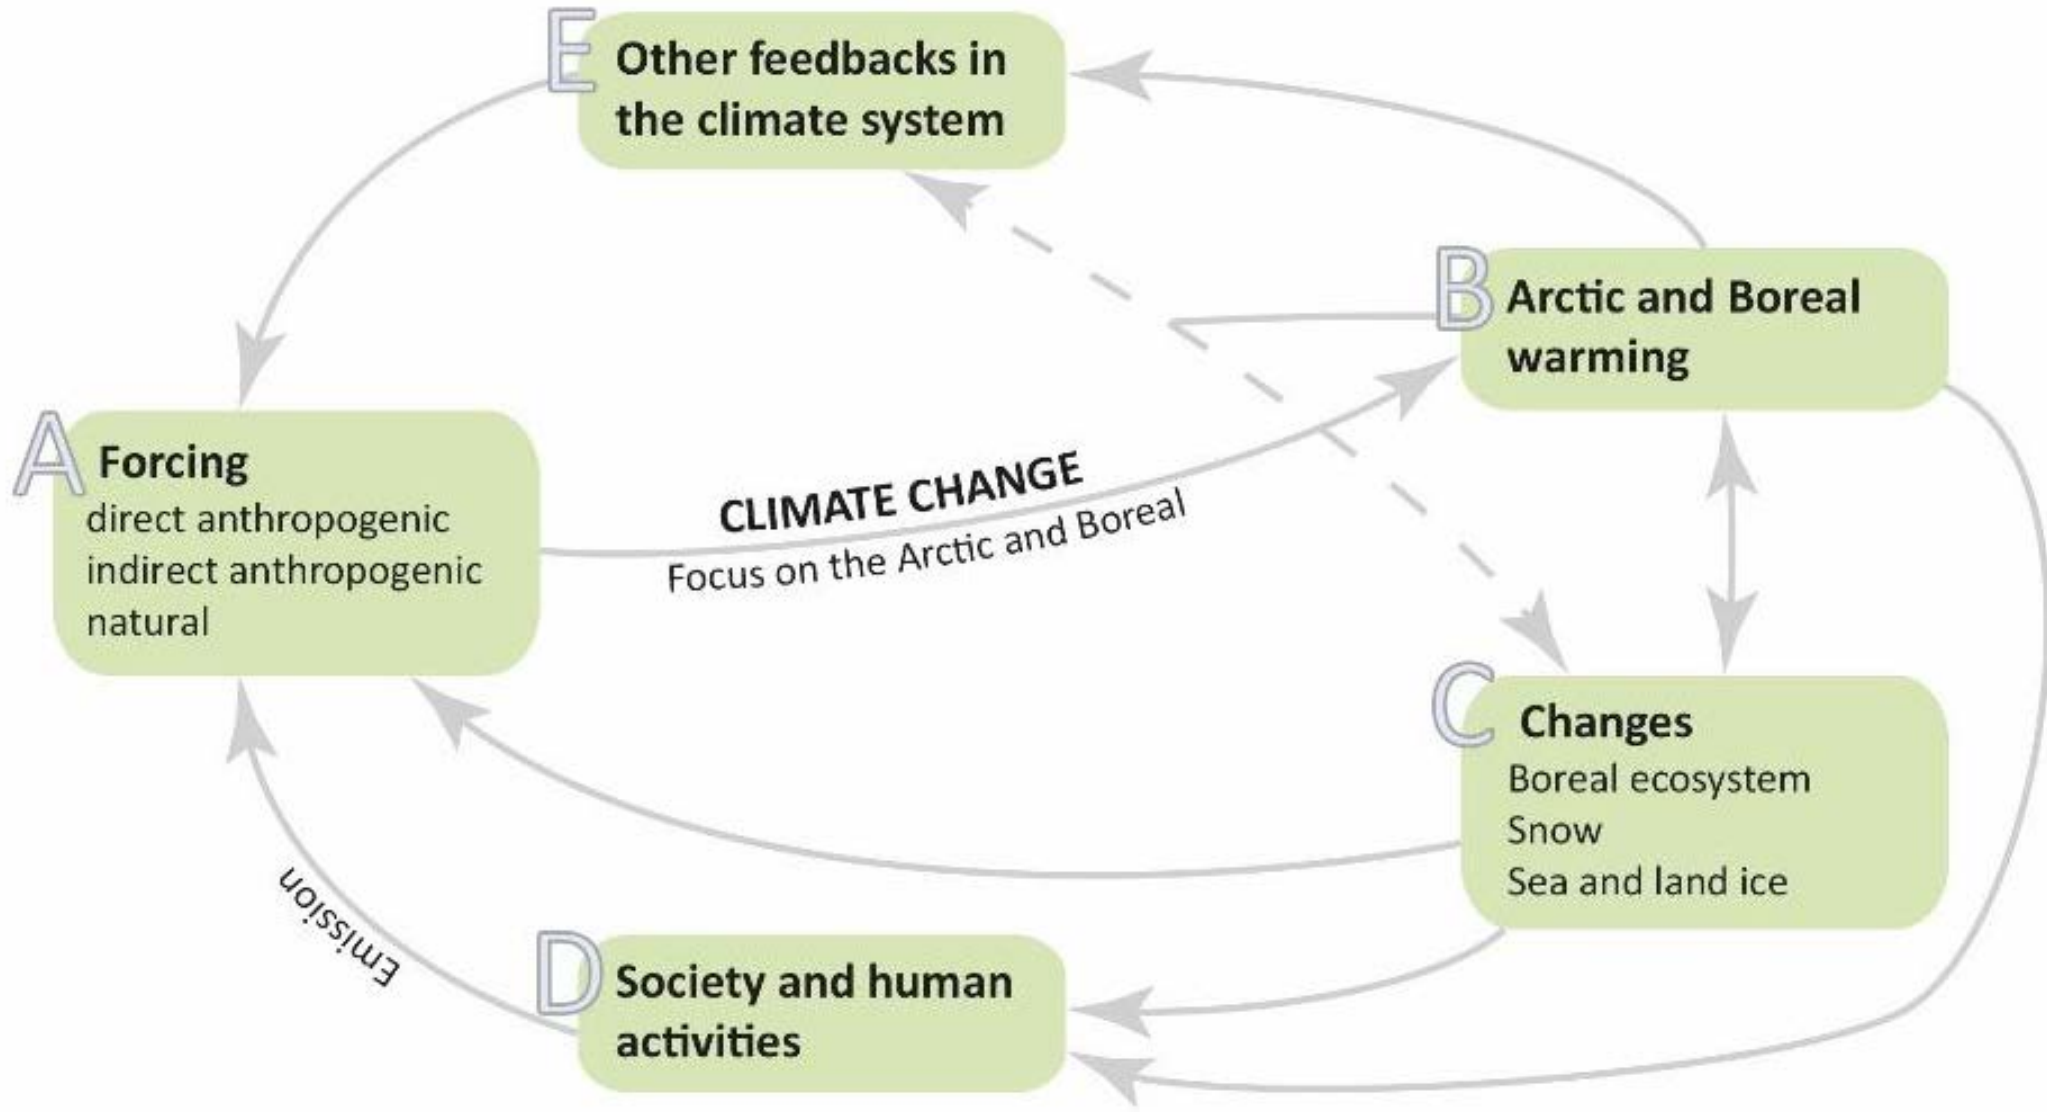 E
Other feedbacks in
the climate system
B
Arctic and Boreal
warming
A
Forcing
direct anthropogenic
indirect anthropogenic
natural
CLIMATE CHANGE
Focus on the Arctic and Boreal
C
Changes
Boreal ecosystem
Snow
Sea and land ice
Emission
D
Society and human
activities